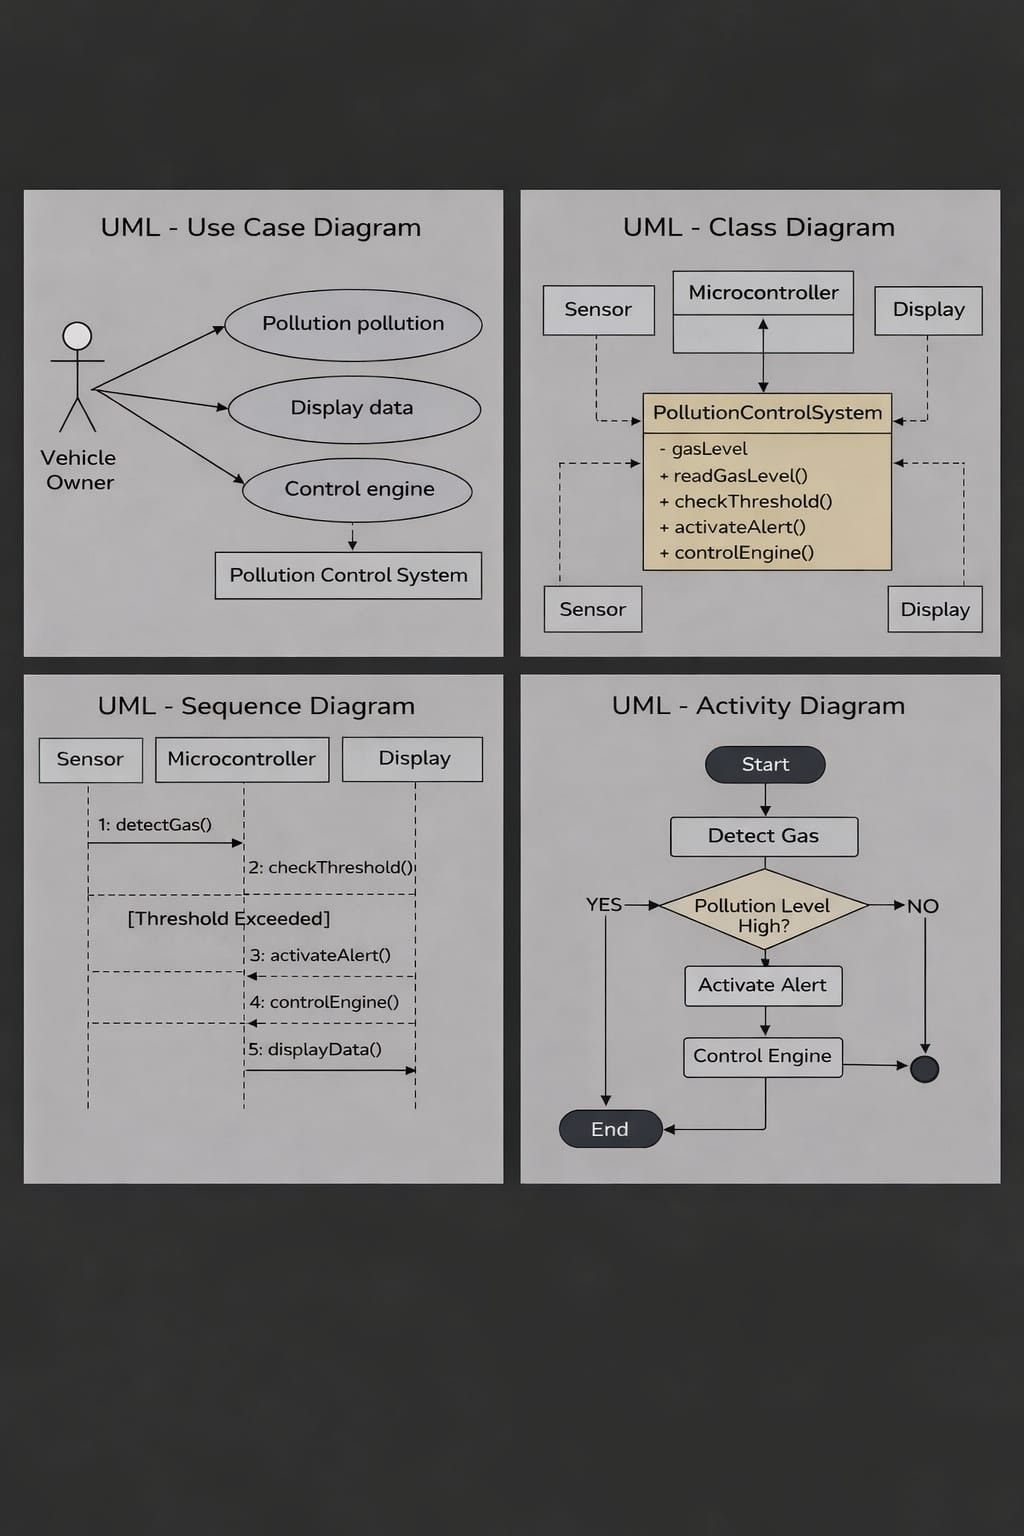 UML - Use Case Diagram
Pollution pollution
Display data
Control engine
Vehicle
Owner
Pollution Control System
UML - Class Diagram
Sensor
Microcontroller
Display
PollutionControlSystem
- gasLevel
+ readGasLevel()
+ checkThreshold()
+ activateAlert()
+ controlEngine()
Sensor
Display
UML - Sequence Diagram
Sensor
Microcontroller
Display
1: detectGas()
2: checkThreshold()
[Threshold Exceeded]
3: activateAlert()
4: controlEngine()
5: displayData()
UML - Activity Diagram
Start
Detect Gas
YES
Pollution Level
High?
NO
Activate Alert
Control Engine
End